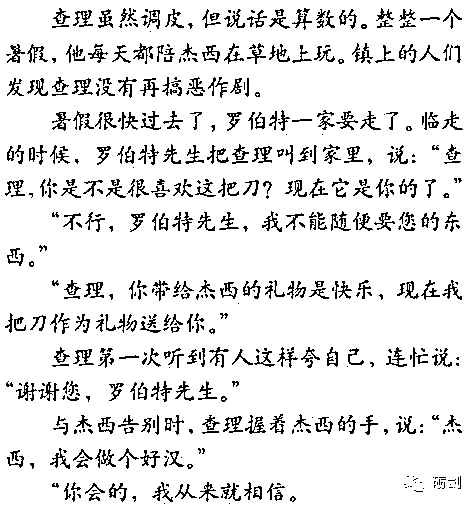 查理虽然调皮，但说话是算数的。整整一个
暑假，他每天都陪杰西在草地上玩。镇上的人们
发现查理没有再搞恶作剧。
暑假很快过去了，罗伯特一家要走了。临走
的时候，罗伯特先生把查理叫到家里，说：“查
理，你是不是很喜欢这把刀？现在它是你的了。”
“不行，罗伯特先生，我不能随便要您的东
西。”
“查理，你带给杰西的礼物是快乐，现在我
把刀作为礼物送给你。”
查理第一次听到有人这样夸自己，连忙说：
“谢谢您，罗伯特先生。”
与杰西告别时，查理握着杰西的手，说：“杰
西，我会做个好汉。”
“你会的，我从来就相信。